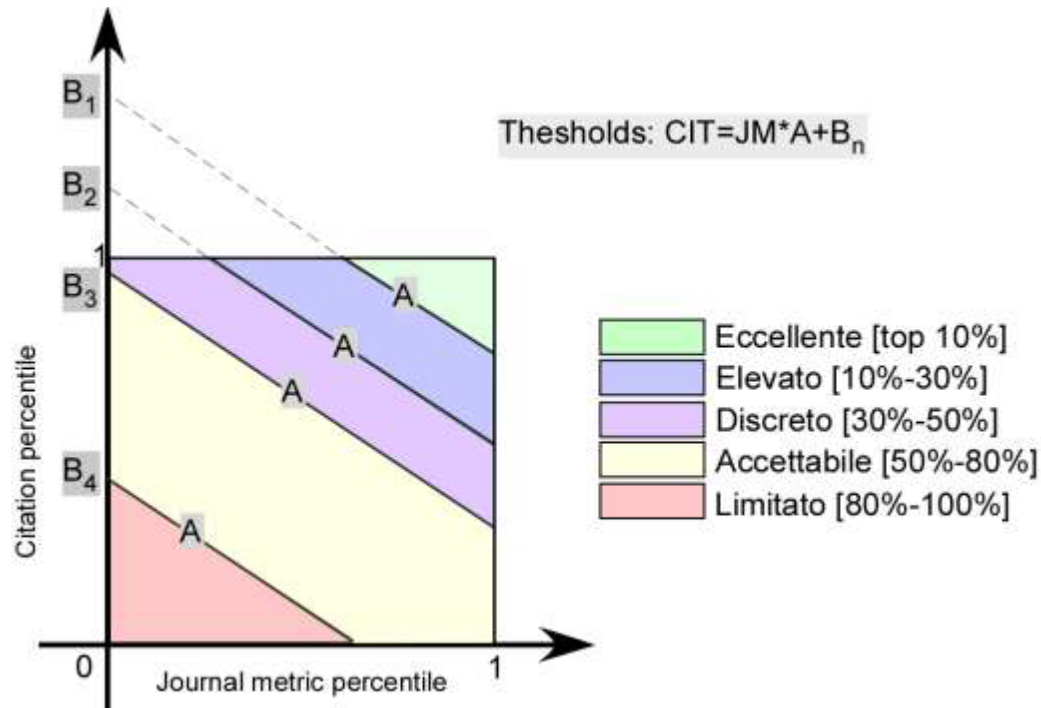 B1
Thesholds: CIT=JM*A+Bn
B2
1
B3
A
A
A
B4
A
Citation percentile
Eccellente [top 10%]
Elevato [10%-30%]
Discreto [30%-50%]
Accettabile [50%-80%]
Limitato [80%-100%]
0
Journal metric percentile
1